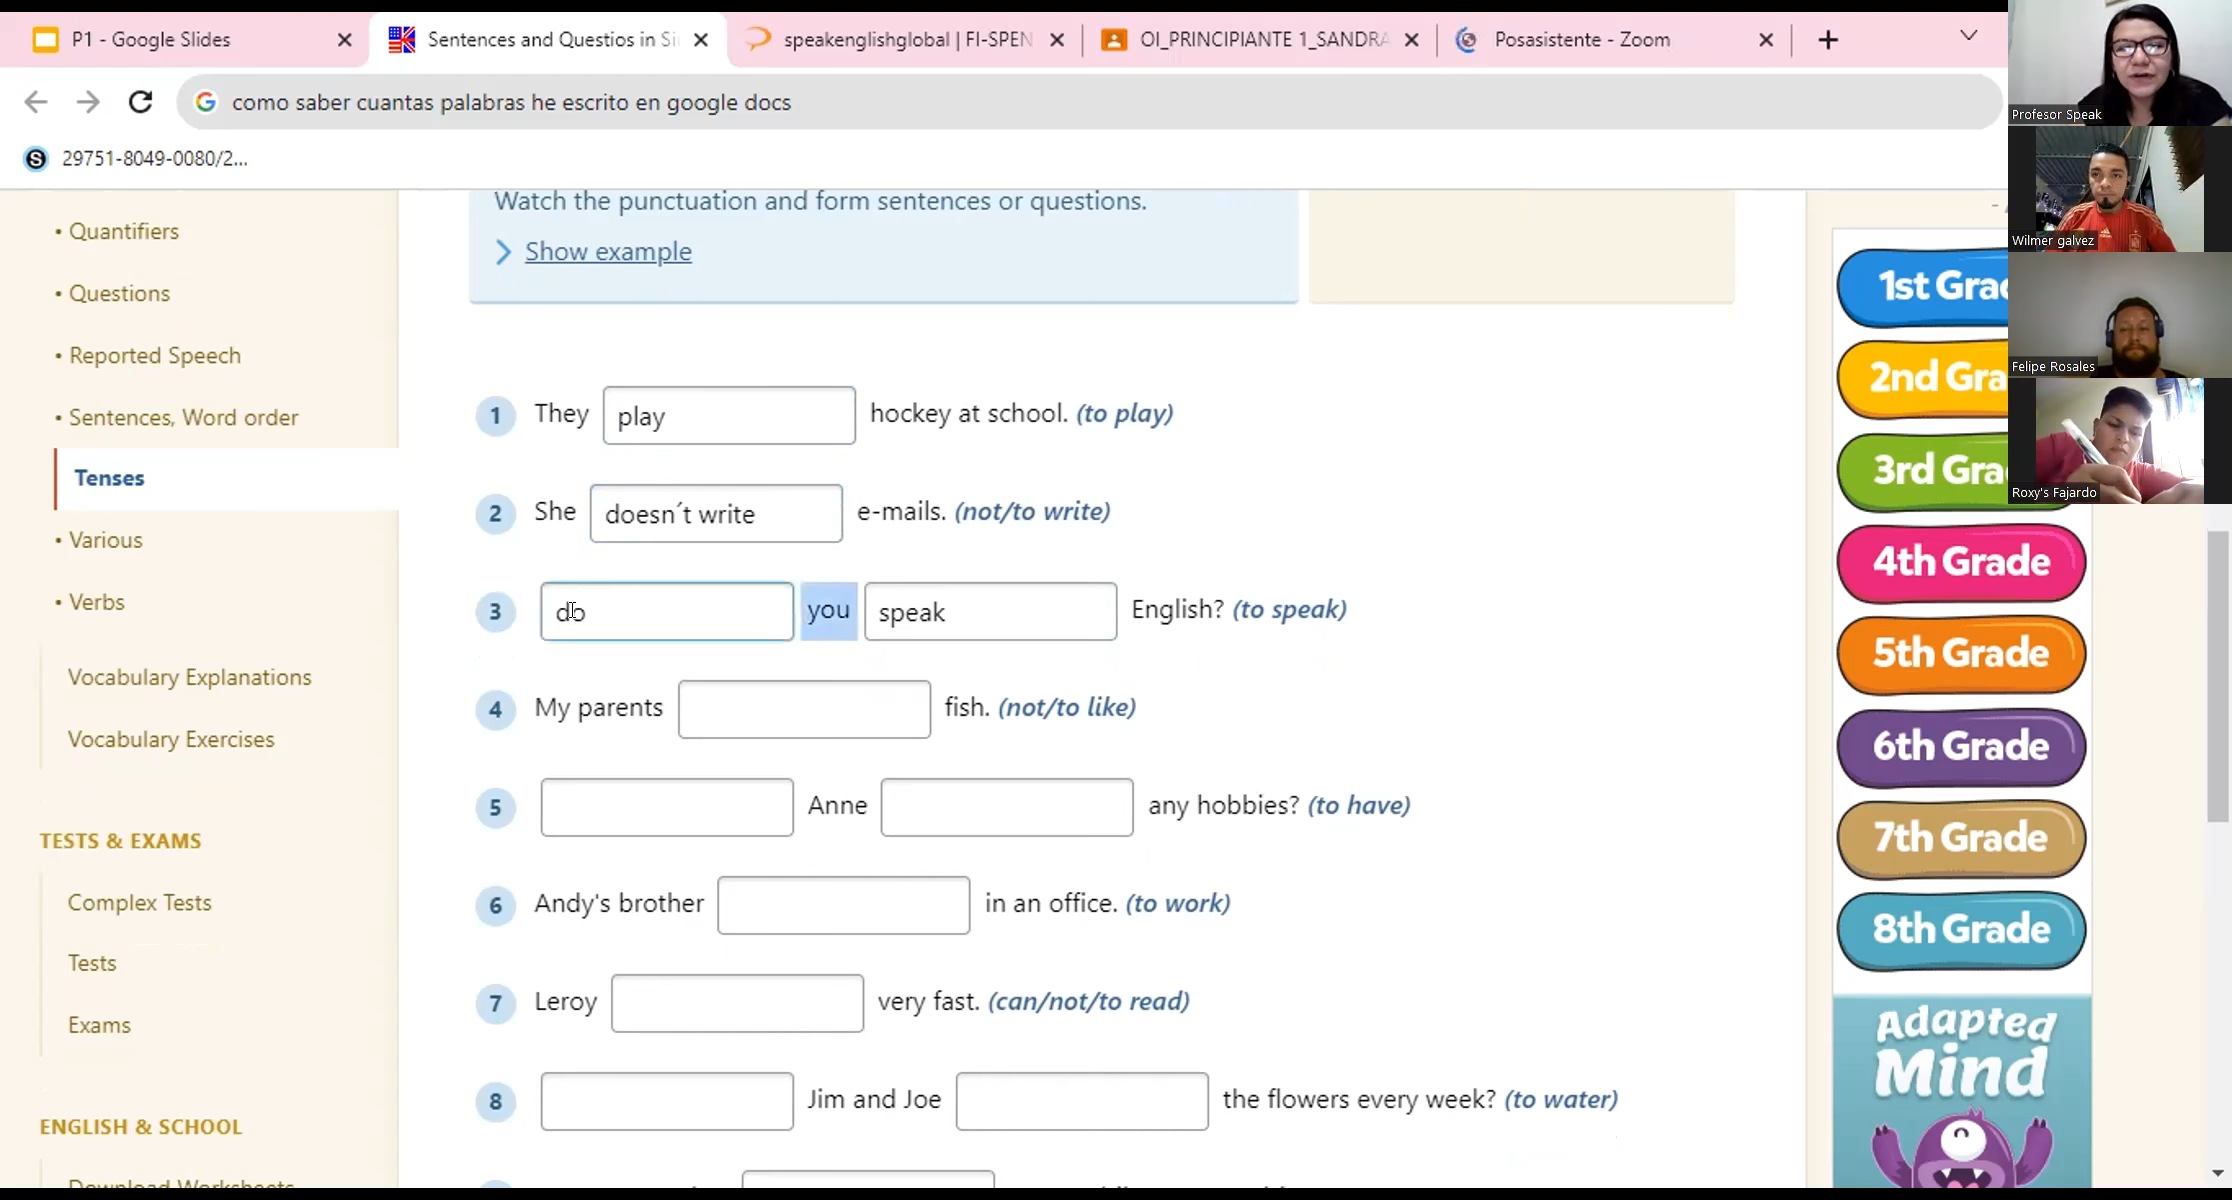 P1 - Google Slides
Sentences and Questios in Si
speakenglishglobal | FI-SPEN
OI_PRINCIPIANTE 1_SANDRA
Posasistente - Zoom
como saber cuantas palabras he escrito en google docs
29751-8049-0080/2...
Profesor Speak
Wilmer galvez
Felipe Rosales
Roxy's Fajardo
• Quantifiers
• Questions
• Reported Speech
• Sentences, Word order
Tenses
• Various
• Verbs
Vocabulary Explanations
Vocabulary Exercises
TESTS & EXAMS
Complex Tests
Tests
Exams
ENGLISH & SCHOOL
Download Worksheets
Watch the punctuation and form sentences or questions.
Show example
1 They play hockey at school. (to play)
2 She doesn´t write e-mails. (not/to write)
3 do you speak English? (to speak)
4 My parents fish. (not/to like)
5 Anne any hobbies? (to have)
6 Andy's brother in an office. (to work)
7 Leroy very fast. (can/not/to read)
8 Jim and Joe the flowers every week? (to water)
1st Grad
2nd Gra
3rd Gra
4th Grade
5th Grade
6th Grade
7th Grade
8th Grade
Adapted
Mind